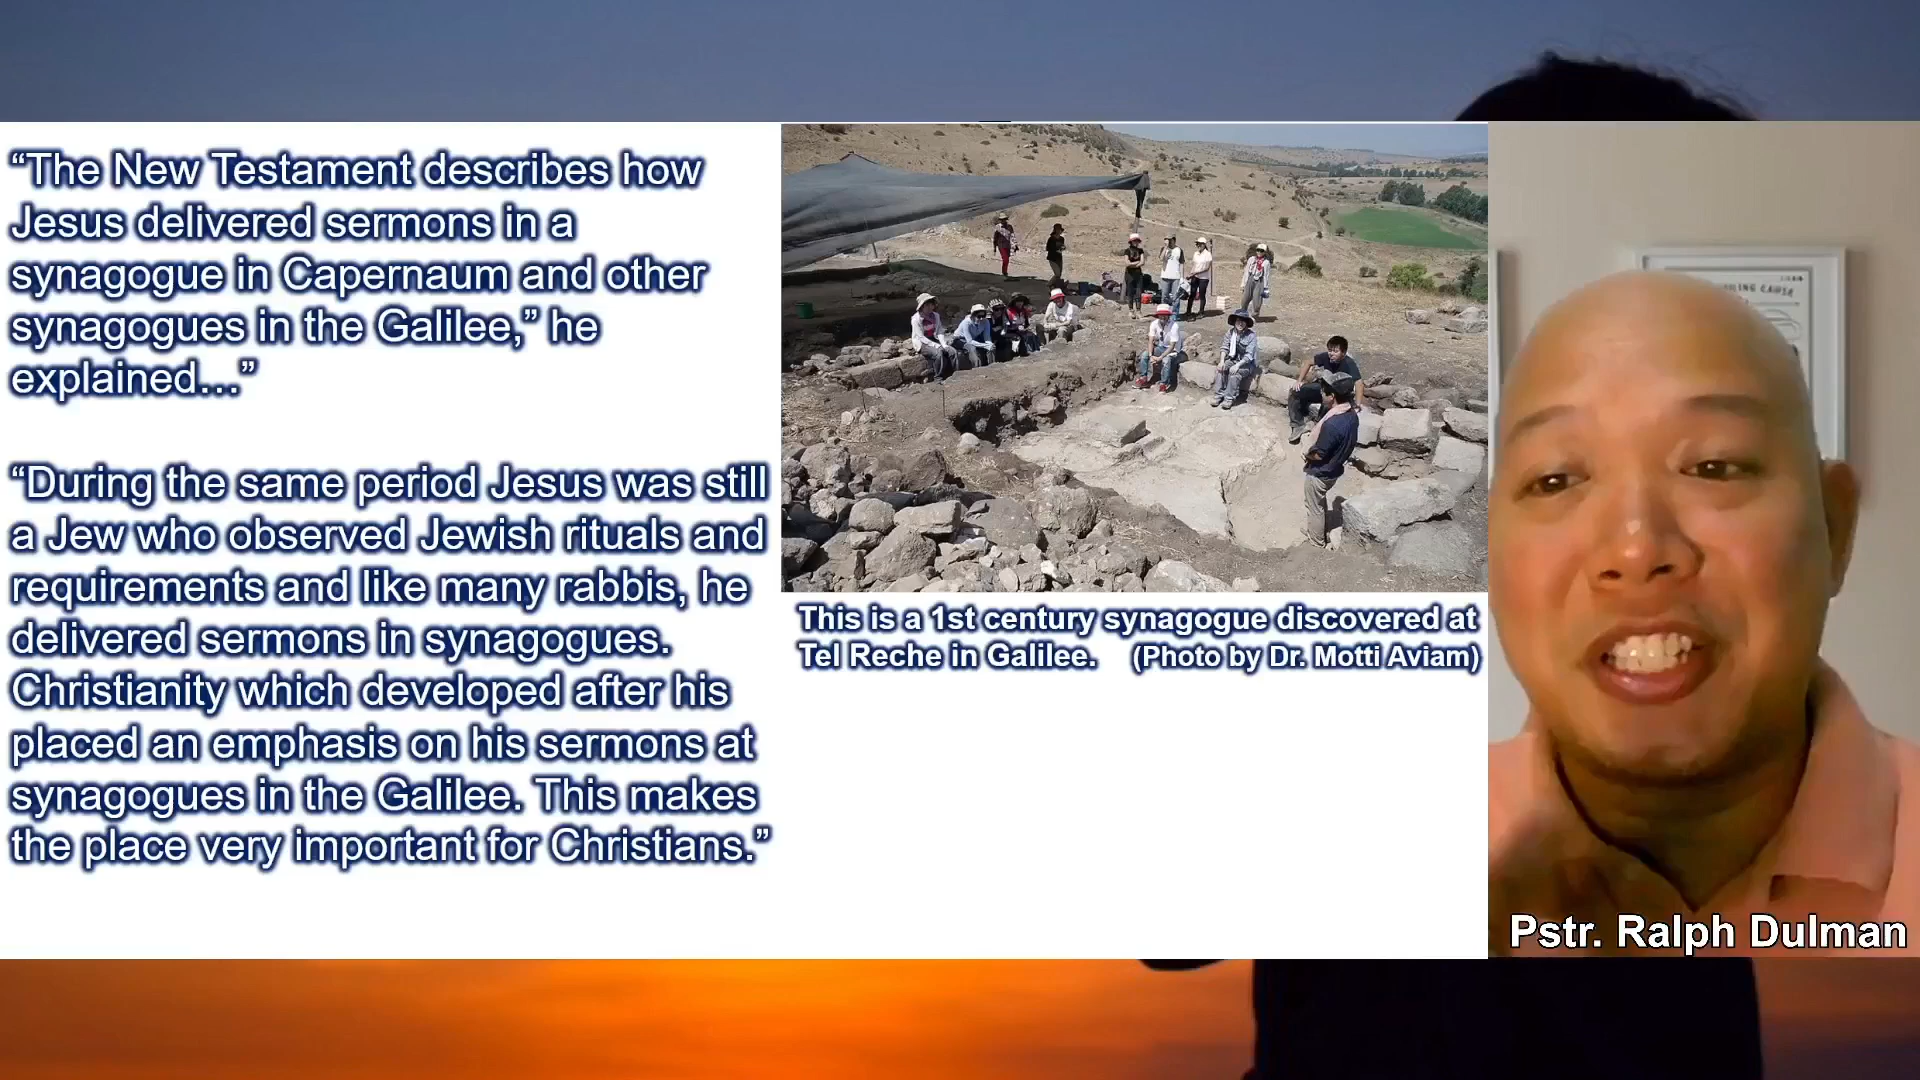 “The New Testament describes how
Jesus delivered sermons in a
synagogue in Capernaum and other
synagogues in the Galilee,” he
explained…”
“During the same period Jesus was still
a Jew who observed Jewish rituals and
requirements and like many rabbis, he
delivered sermons in synagogues.
Christianity which developed after his
placed an emphasis on his sermons at
synagogues in the Galilee. This makes
the place very important for Christians.”
This is a 1st century synagogue discovered at
Tel Reche in Galilee. (Photo by Dr. Motti Aviam)
CAUSE
Pstr. Ralph Dulman